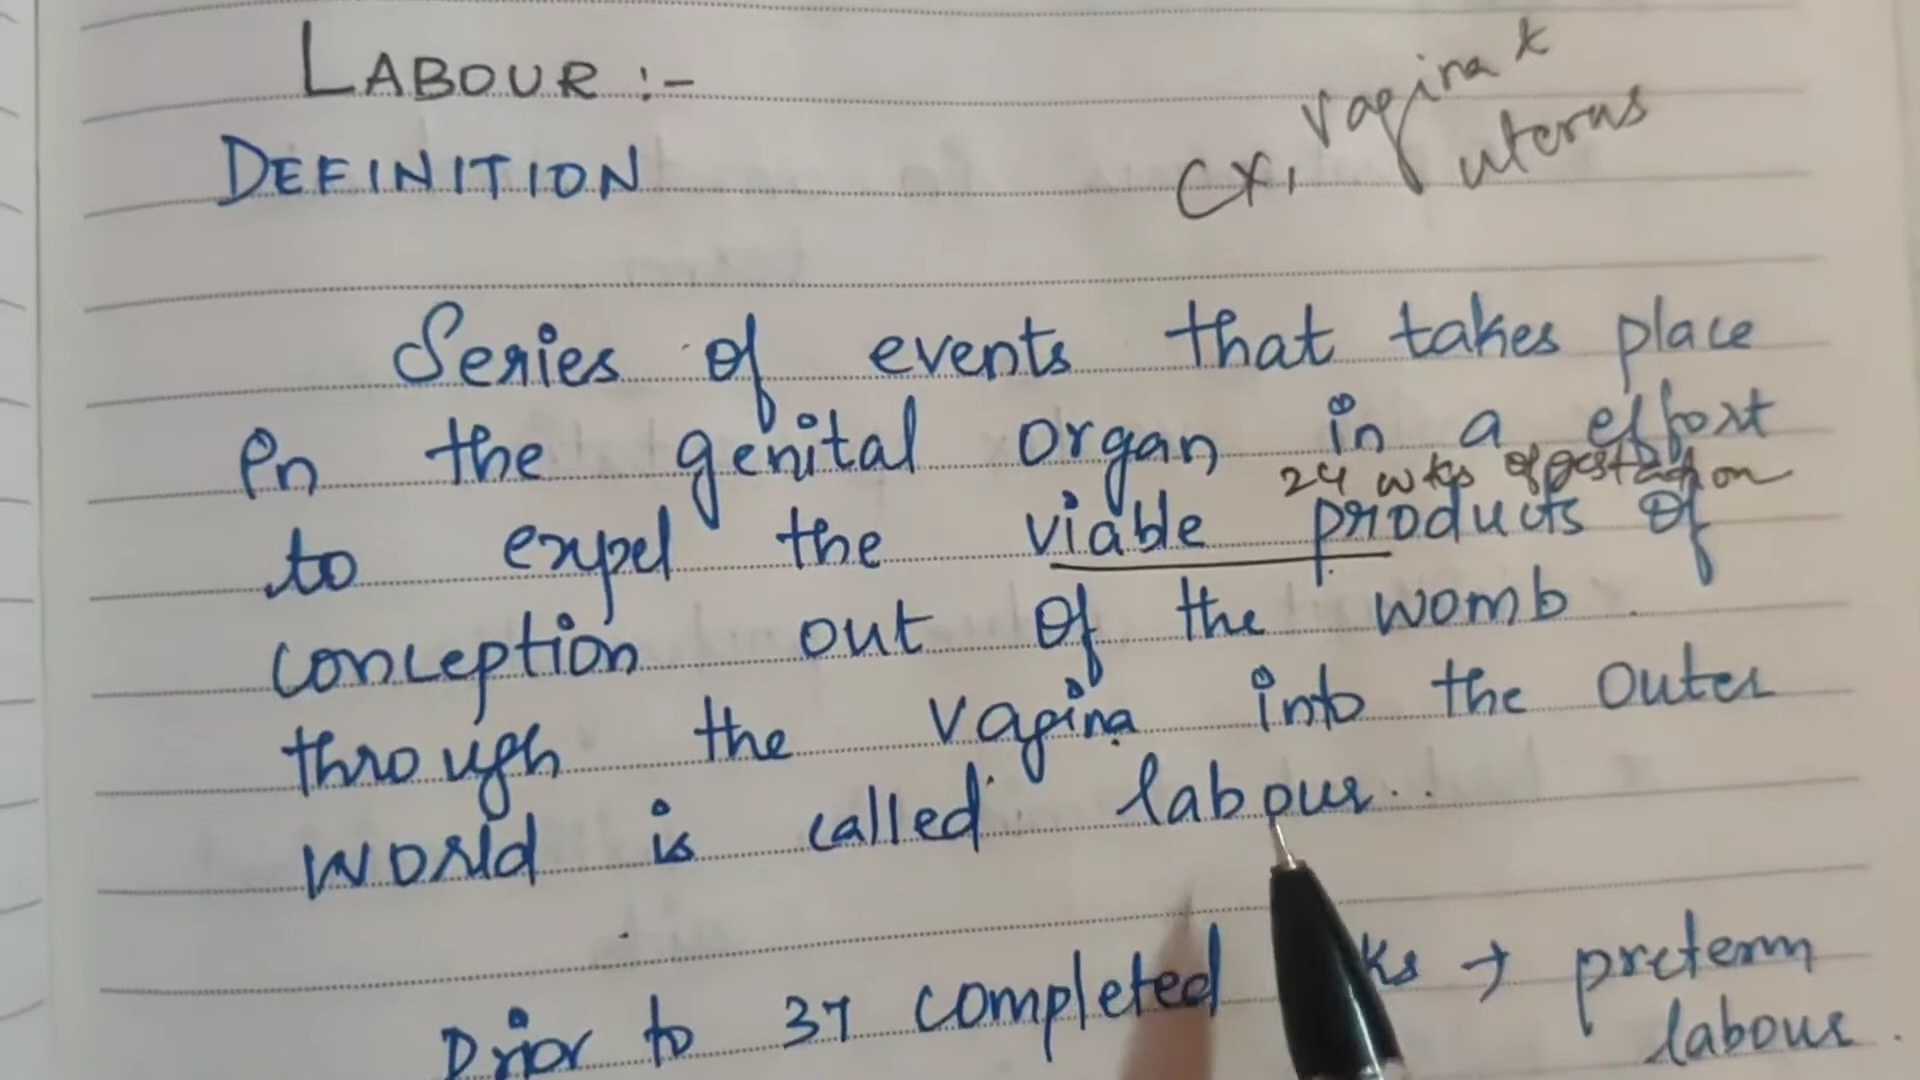 LABOUR :-
vagina &
CX, uterus
DEFINITION
Series of events that takes place
in the genital organ in a effort
24 wks of gestation
to expel the viable products of
conception out of the womb
through the vagina into the outer
world is called labour..
Prior to 37 completed ks → preterm
labour.